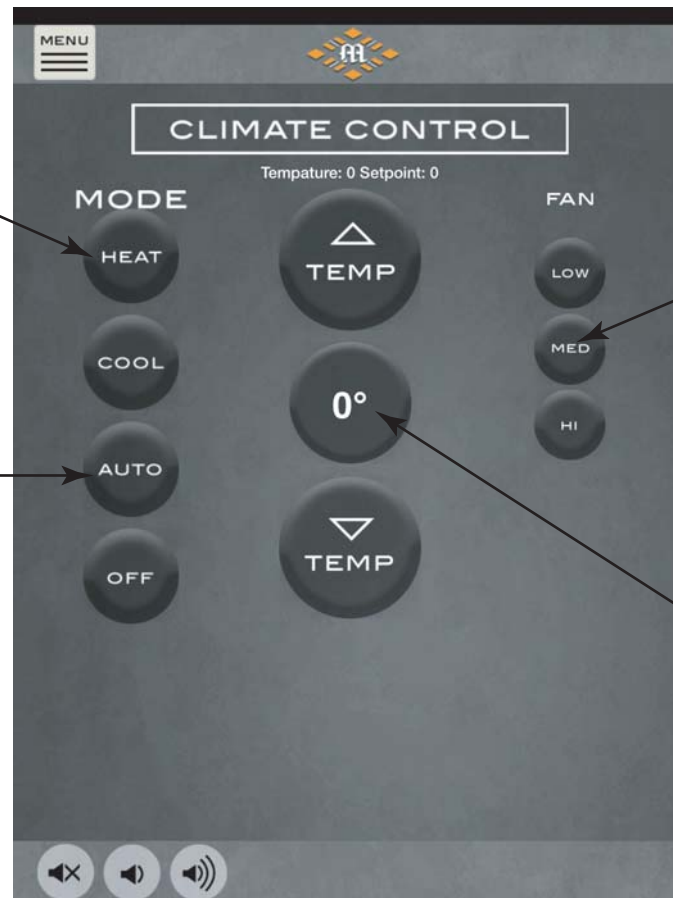 MENU
M
CLIMATE CONTROL
Tempature: 0 Setpoint: 0
MODE
HEAT
COOL
AUTO
OFF
TEMP
0°
TEMP
FAN
LOW
MED
HI